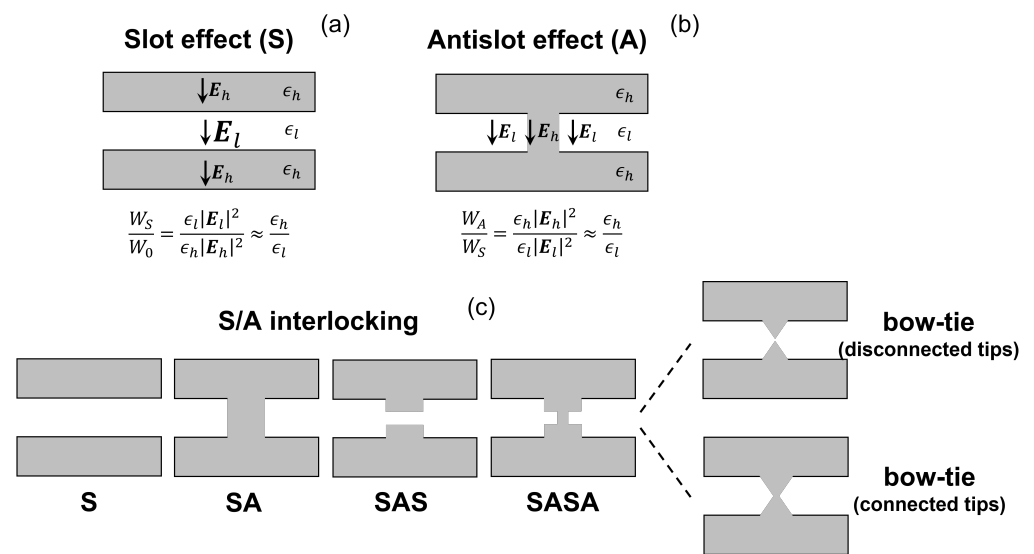 (a)
Slot effect (S)
E_h ϵ_h
E_l ϵ_l
E_h ϵ_h
W_S/W_0 = ϵ_l|E_l|²/ϵ_h|E_h|² ≈ ϵ_h/ϵ_l
(b)
Antislot effect (A)
ϵ_h
E_l E_h E_l ϵ_l
ϵ_h
W_A/W_S = ϵ_h|E_h|²/ϵ_l|E_l|² ≈ ϵ_h/ϵ_l
(c)
S/A interlocking
S
SA
SAS
SASA
bow-tie
(disconnected tips)
bow-tie
(connected tips)